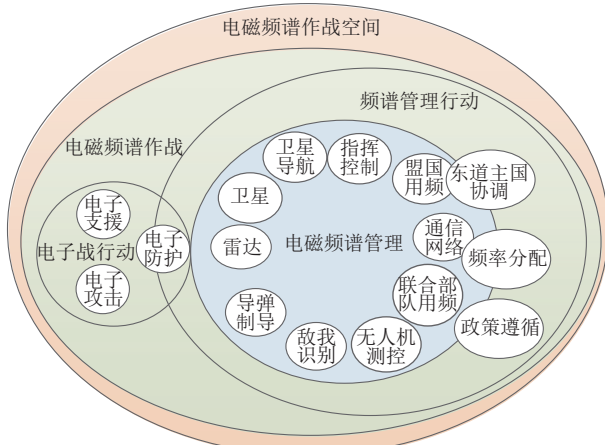 电磁频谱作战空间
频谱管理行动
电磁频谱作战
卫星
导航
指挥
控制
盟国
用频
东道主国
协调
卫星
电子
支援
通信
网络
电子战行动
电子
防护
雷达
电磁频谱管理
频率分配
电子
攻击
联合部
队用频
导弹
制导
政策遵循
敌我
识别
无人机
测控